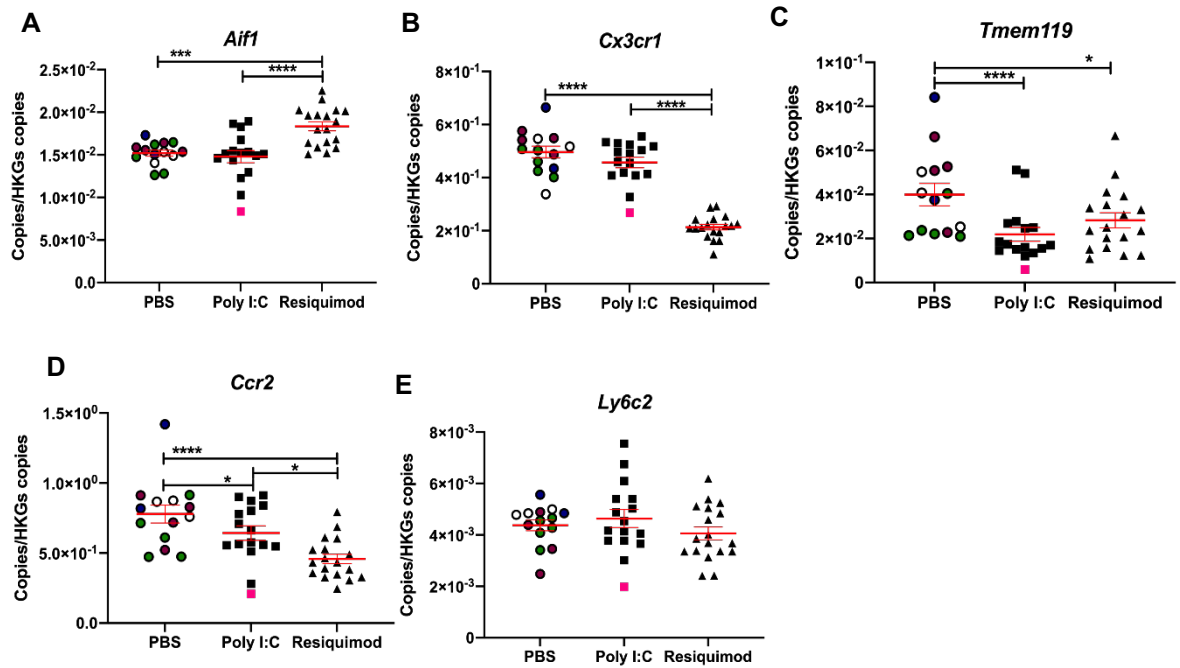 A
Aif1
***
****
2.5×10⁻²
2.0×10⁻²
1.5×10⁻²
1.0×10⁻²
5.0×10⁻³
0.0
Copies/HKGs copies
PBS Poly I:C Resiquimod
B
Cx3cr1
****
****
8×10⁻¹
6×10⁻¹
4×10⁻¹
2×10⁻¹
0
Copies/HKGs copies
PBS Poly I:C Resiquimod
C
Tmem119
*
****
1×10⁻¹
8×10⁻²
6×10⁻²
4×10⁻²
2×10⁻²
0
Copies/HKGs copies
PBS Poly I:C Resiquimod
D
Ccr2
****
* *
1.5×10⁰
1.0×10⁰
5.0×10⁻¹
0.0
Copies/HKGs copies
PBS Poly I:C Resiquimod
E
Ly6c2
8×10⁻³
6×10⁻³
4×10⁻³
2×10⁻³
0
Copies/HKGs copies
PBS Poly I:C Resiquimod